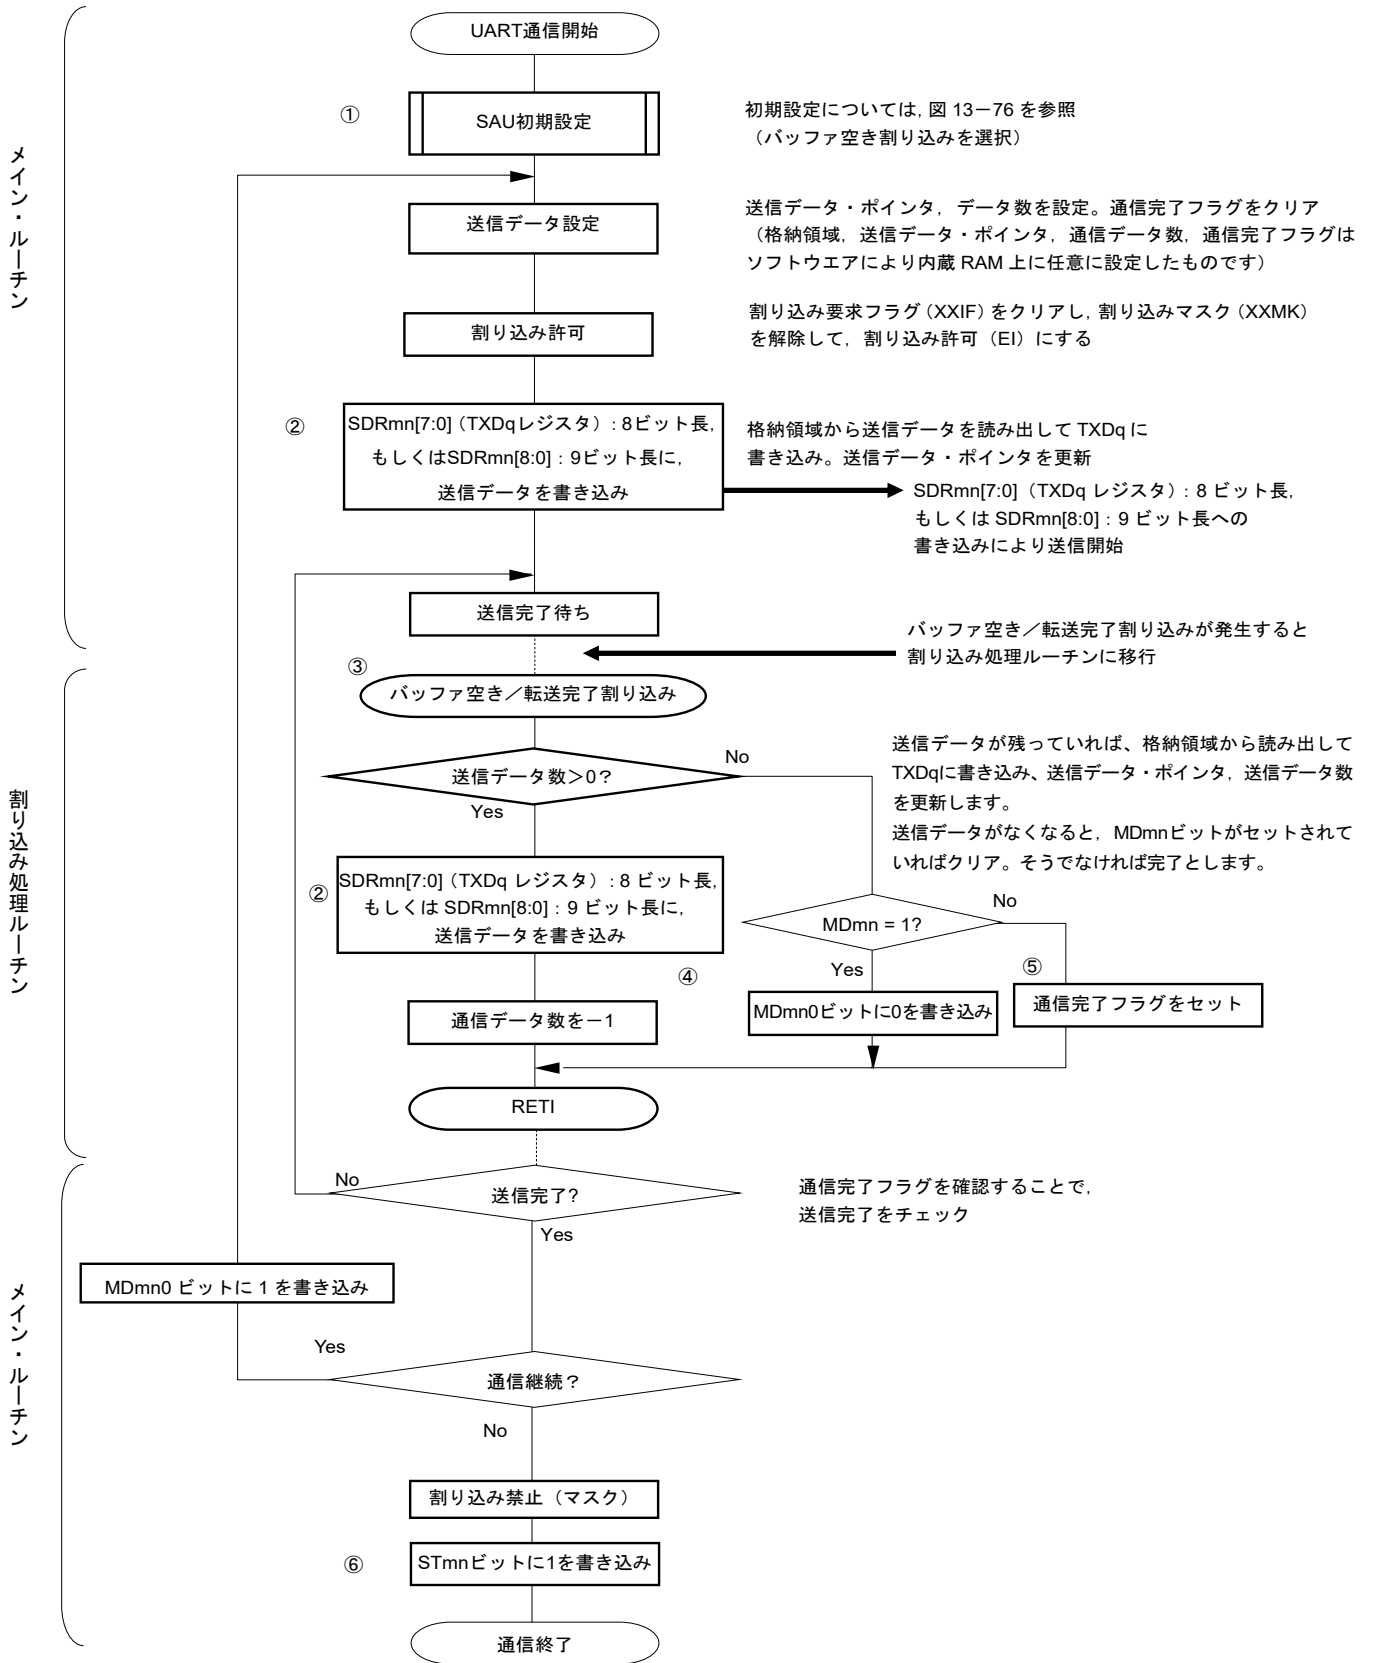 UART通信開始
メイン・ルーチン
①
SAU初期設定
初期設定については, 図 13－76 を参照
（バッファ空き割り込みを選択）
送信データ設定
送信データ・ポインタ，データ数を設定。通信完了フラグをクリア
（格納領域，送信データ・ポインタ，通信データ数，通信完了フラグは
ソフトウエアにより内蔵 RAM 上に任意に設定したものです）
割り込み許可
割り込み要求フラグ（XXIF）をクリアし, 割り込みマスク（XXMK）
を解除して，割り込み許可（EI）にする
②
SDRmn[7:0]（TXDqレジスタ）: 8ビット長,
もしくはSDRmn[8:0] : 9ビット長に,
送信データを書き込み
格納領域から送信データを読み出して TXDq に
書き込み。送信データ・ポインタを更新
SDRmn[7:0]（TXDq レジスタ）: 8 ビット長,
もしくは SDRmn[8:0] : 9 ビット長への
書き込みにより送信開始
送信完了待ち
バッファ空き／転送完了割り込みが発生すると
割り込み処理ルーチンに移行
割り込み処理ルーチン
③
バッファ空き／転送完了割り込み
送信データ数＞0？
No
Yes
送信データが残っていれば、格納領域から読み出して
TXDqに書き込み、送信データ・ポインタ，送信データ数
を更新します。
送信データがなくなると，MDmnビットがセットされて
いればクリア。そうでなければ完了とします。
②
SDRmn[7:0]（TXDq レジスタ）: 8 ビット長,
もしくは SDRmn[8:0] : 9 ビット長に,
送信データを書き込み
MDmn = 1?
No
Yes
④
⑤
通信データ数を－1
MDmn0ビットに0を書き込み
通信完了フラグをセット
RETI
メイン・ルーチン
No
送信完了?
Yes
通信完了フラグを確認することで,
送信完了をチェック
MDmn0 ビットに 1 を書き込み
Yes
通信継続？
No
割り込み禁止（マスク）
⑥
STmnビットに1を書き込み
通信終了